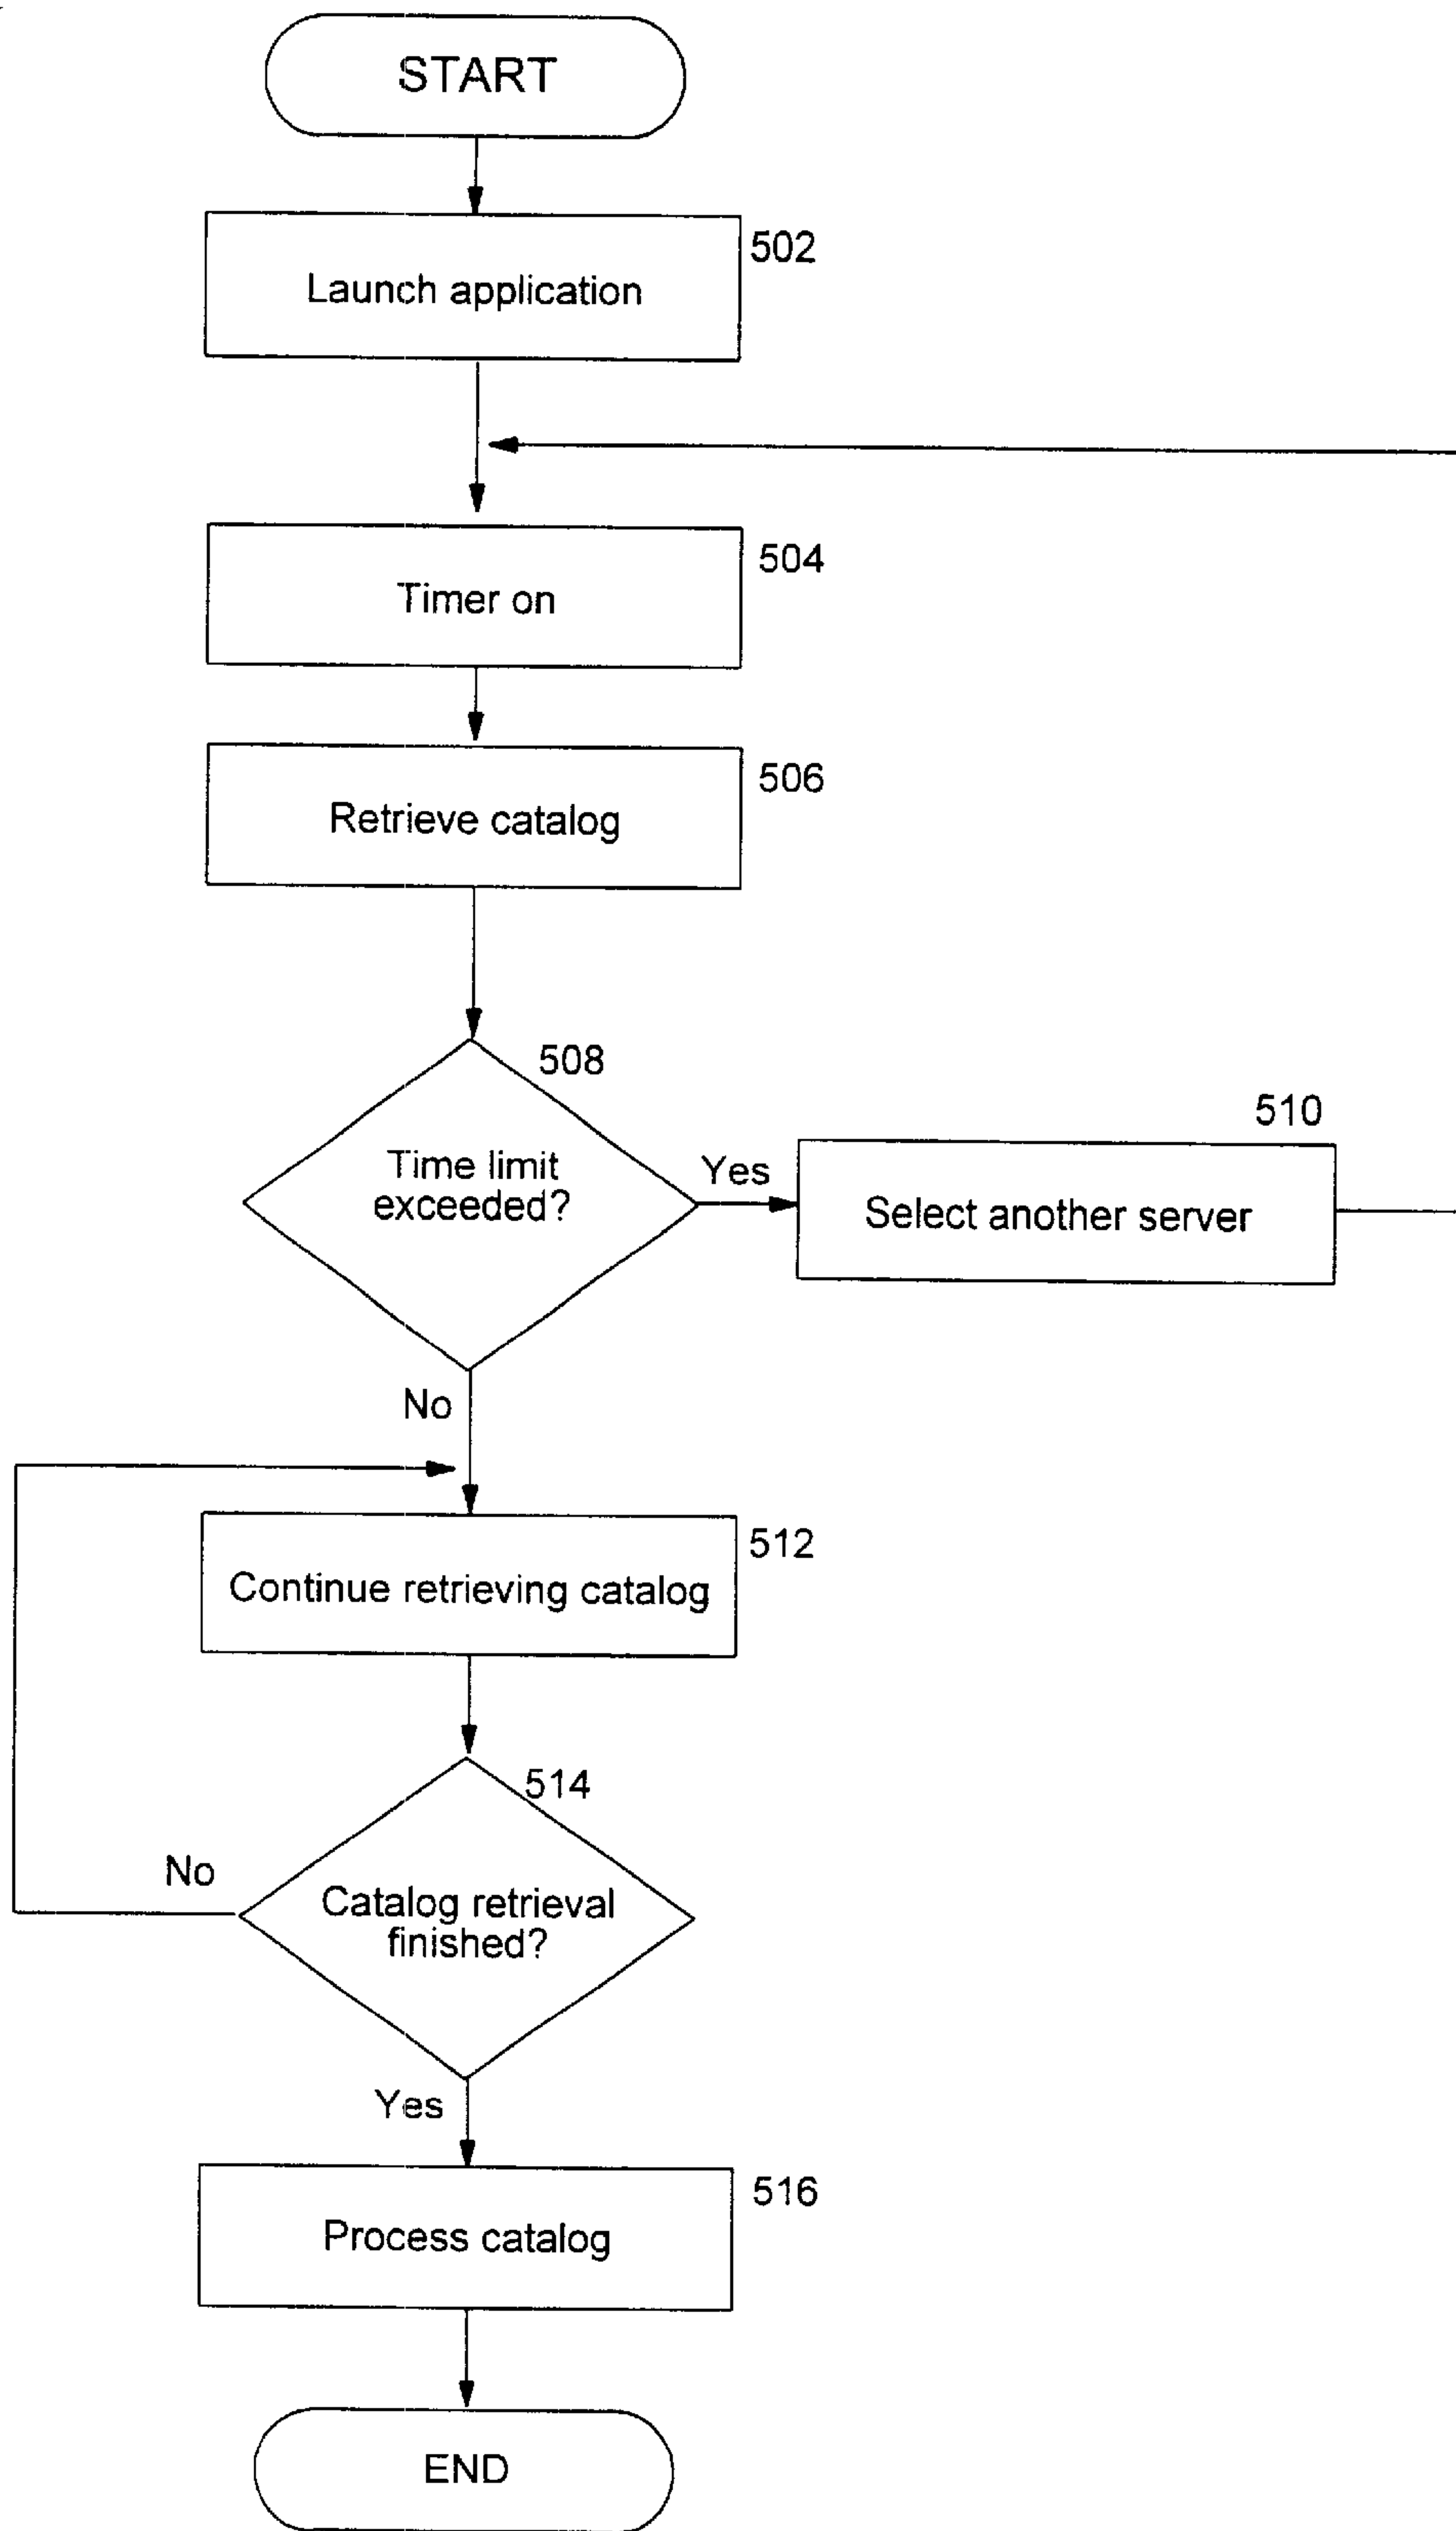 START
502
Launch application
504
Timer on
506
Retrieve catalog
508
Time limit
exceeded?
Yes
510
Select another server
No
512
Continue retrieving catalog
514
No
Catalog retrieval
finished?
Yes
516
Process catalog
END